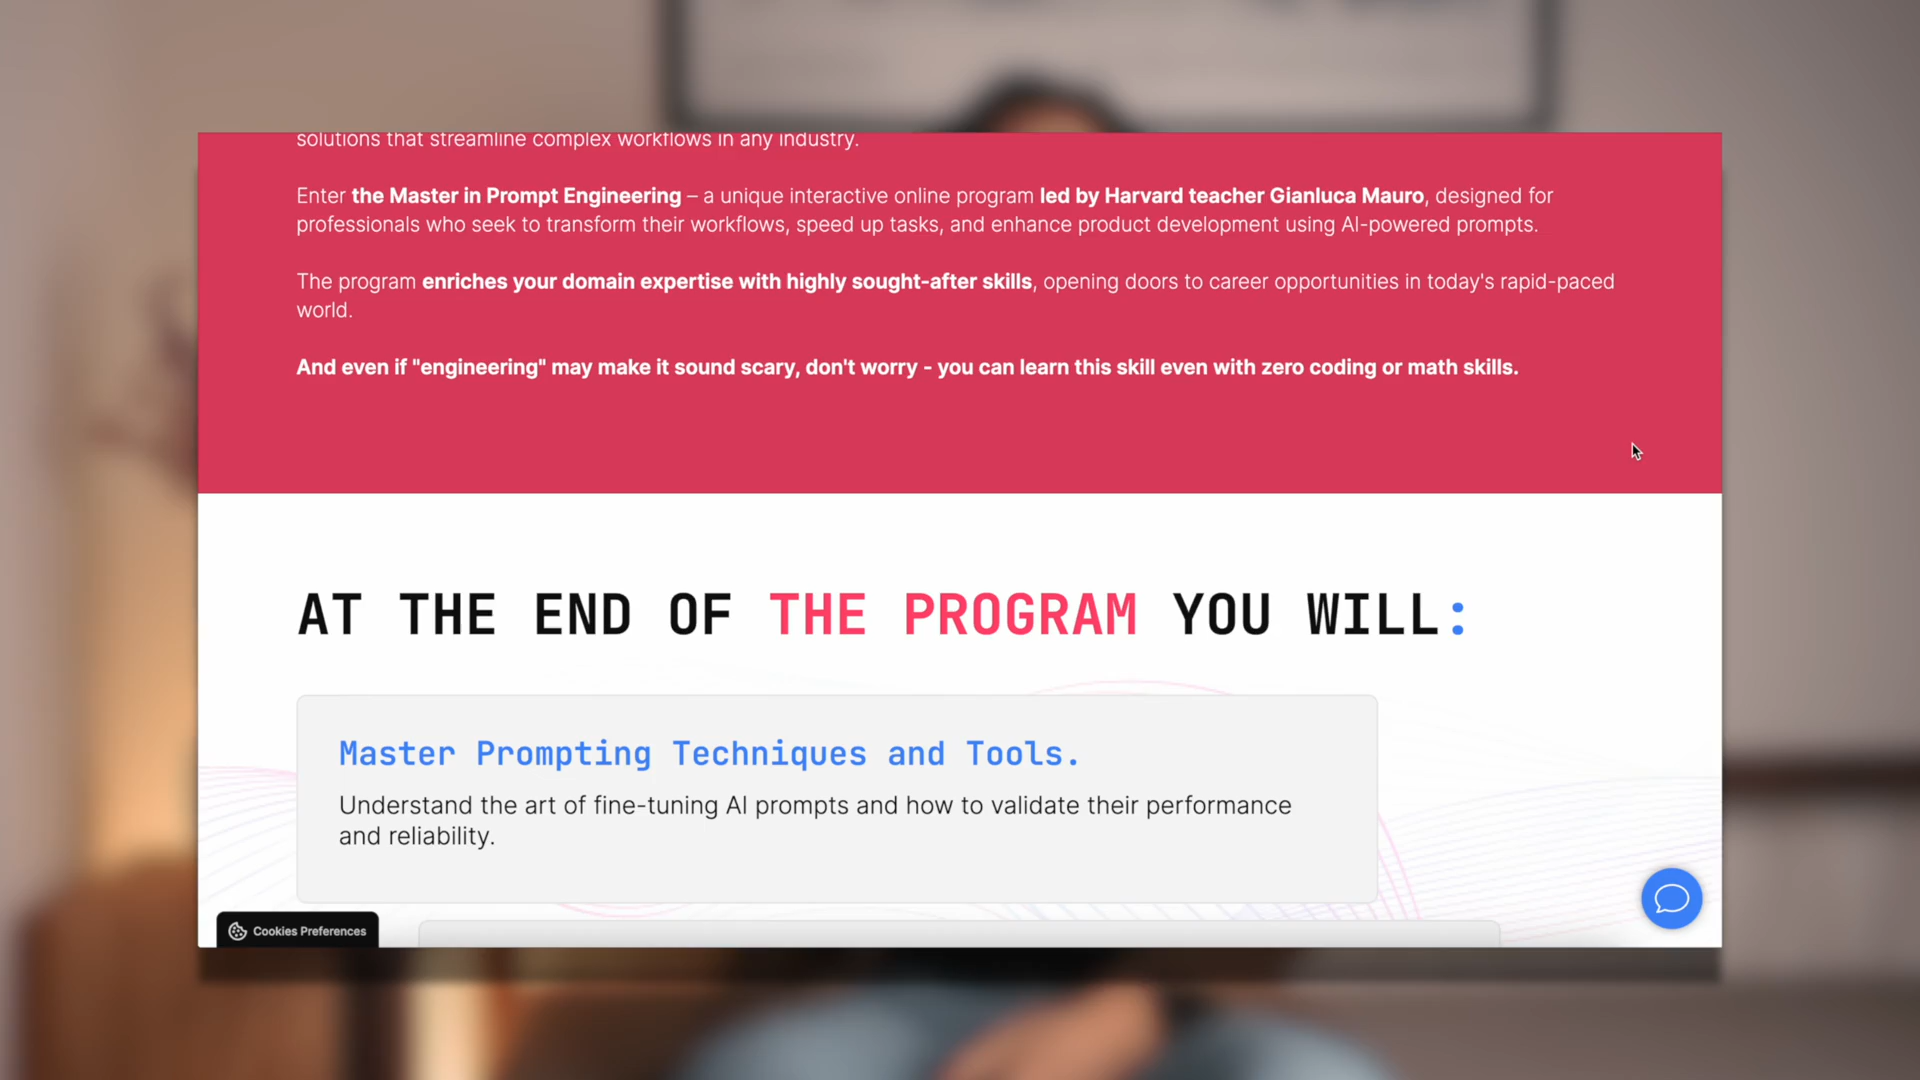 solutions that streamline complex workflows in any industry.
Enter the Master in Prompt Engineering – a unique interactive online program led by Harvard teacher Gianluca Mauro, designed for
professionals who seek to transform their workflows, speed up tasks, and enhance product development using AI-powered prompts.
The program enriches your domain expertise with highly sought-after skills, opening doors to career opportunities in today's rapid-paced
world.
And even if "engineering" may make it sound scary, don't worry - you can learn this skill even with zero coding or math skills.
AT THE END OF THE PROGRAM YOU WILL:
Master Prompting Techniques and Tools.
Understand the art of fine-tuning AI prompts and how to validate their performance
and reliability.
Cookies Preferences